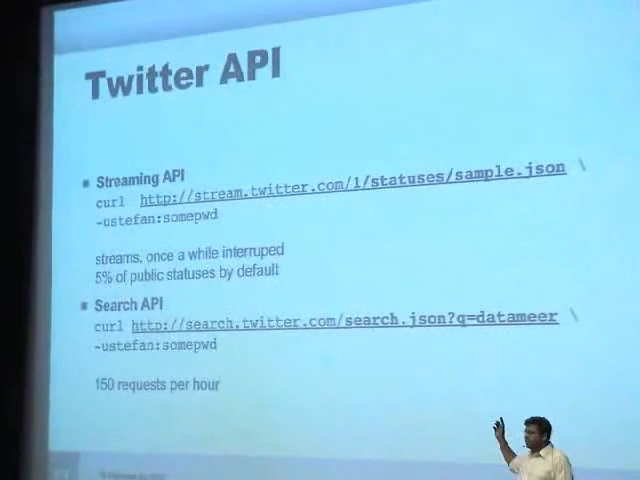 Twitter API
Streaming API
curl http://stream.twitter.com/1/statuses/sample.json \
-ustefan:somepwd
streams, once a while interruped
5% of public statuses by default
Search API
curl http://search.twitter.com/search.json?q=datameer \
-ustefan:somepwd
150 requests per hour